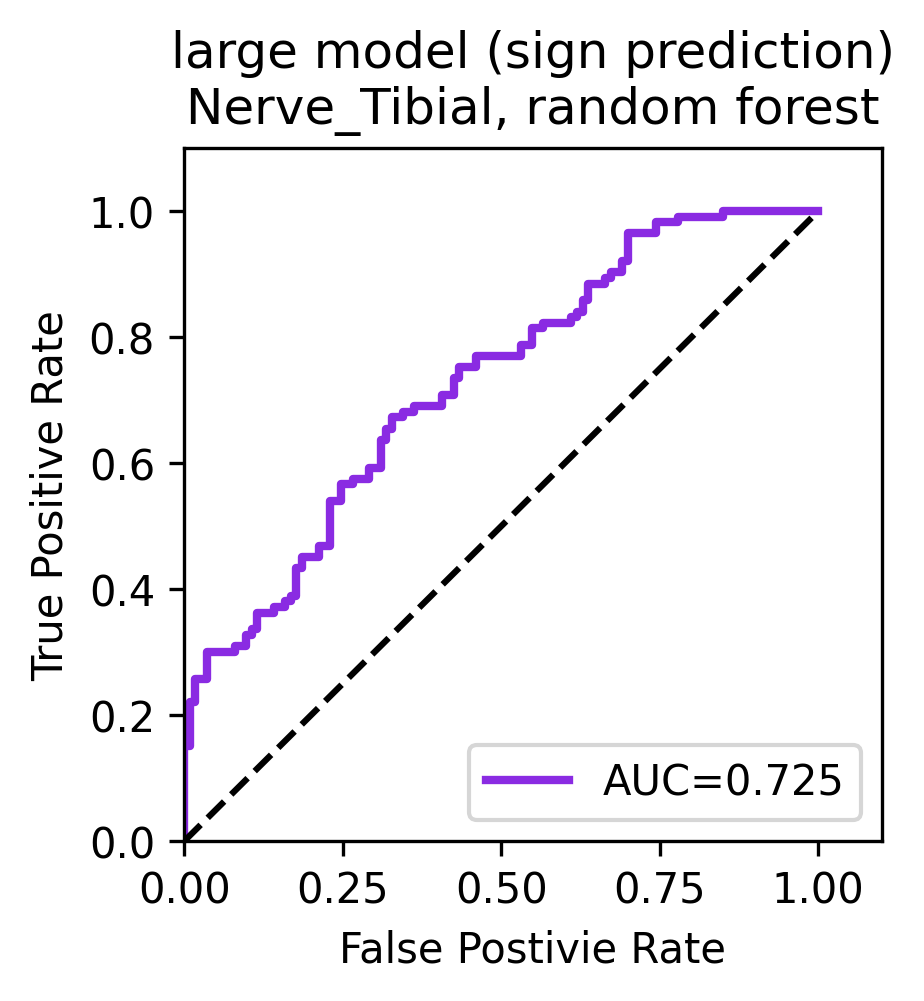 large model (sign prediction)
Nerve_Tibial, random forest
1.0
0.8
0.6
0.4
0.2
0.0
True Positive Rate
AUC=0.725
0.00 0.25 0.50 0.75 1.00
False Postivie Rate